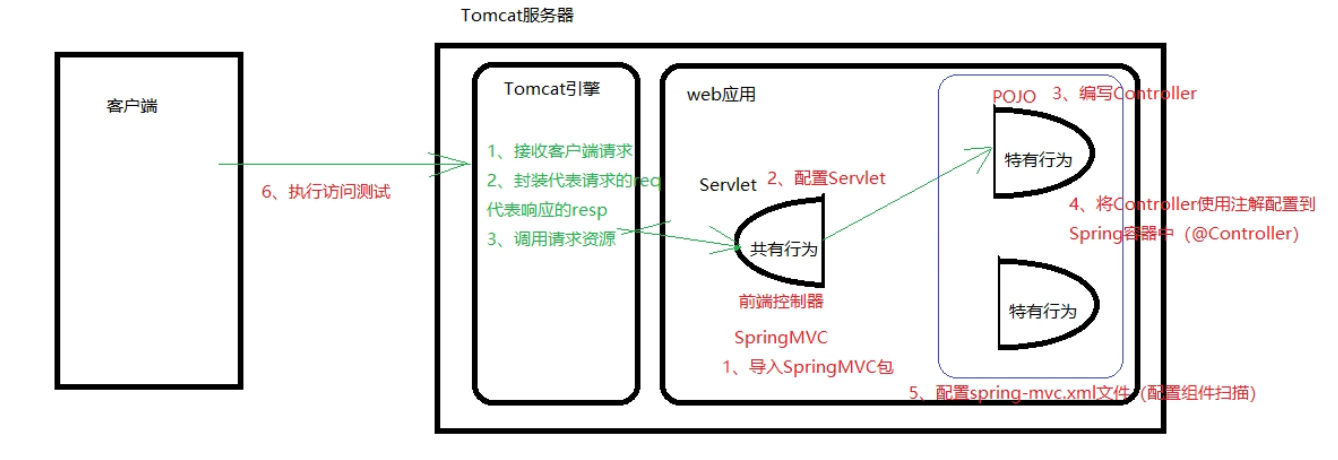 Tomcat服务器
客户端
6、执行访问测试
Tomcat引擎
1、接收客户端请求
2、封装代表请求的req
代表响应的resp
3、调用请求资源
web应用
Servlet
2、配置Servlet
共有行为
前端控制器
SpringMVC
1、导入SpringMVC包
POJO
3、编写Controller
特有行为
4、将Controller使用注解配置到
Spring容器中（@Controller）
特有行为
5、配置spring-mvc.xml文件（配置组件扫描）